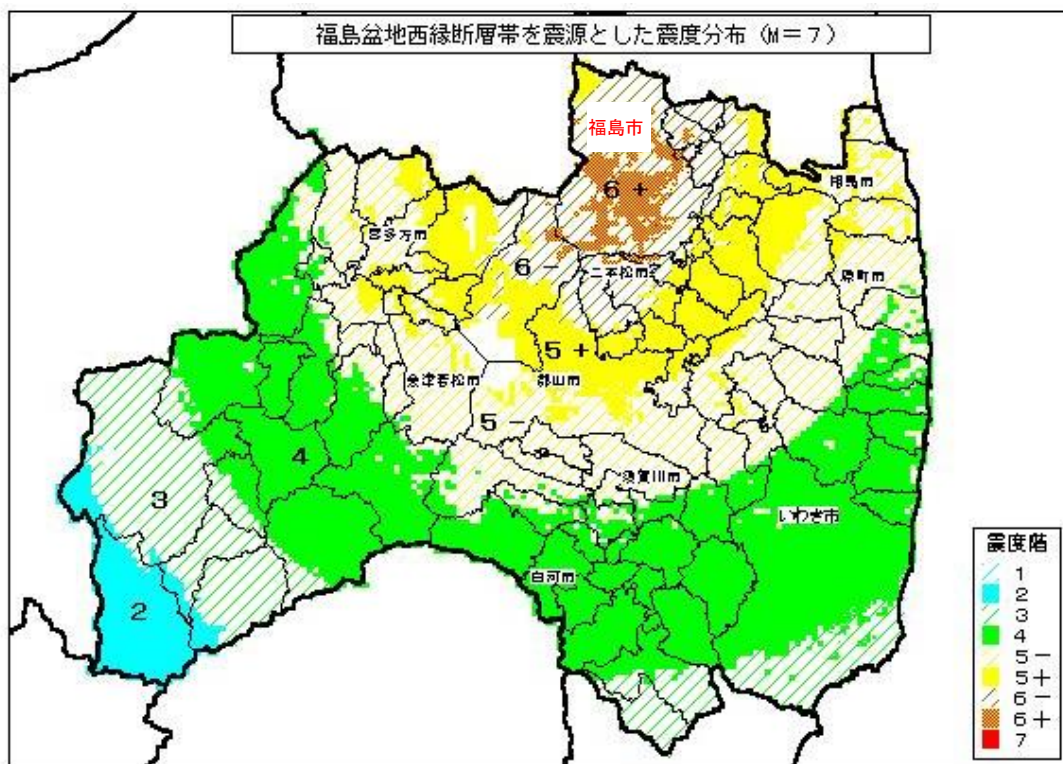 福島盆地西縁断層帯を震源とした震度分布（M＝7）
福島市
6＋
相馬市
喜多方市
6－
二本松市
原町市
5＋
会津若松市
郡山市
5－
4
須賀川市
3
いわき市
白河市
2
震度階
1
2
3
4
5－
5＋
6－
6＋
7